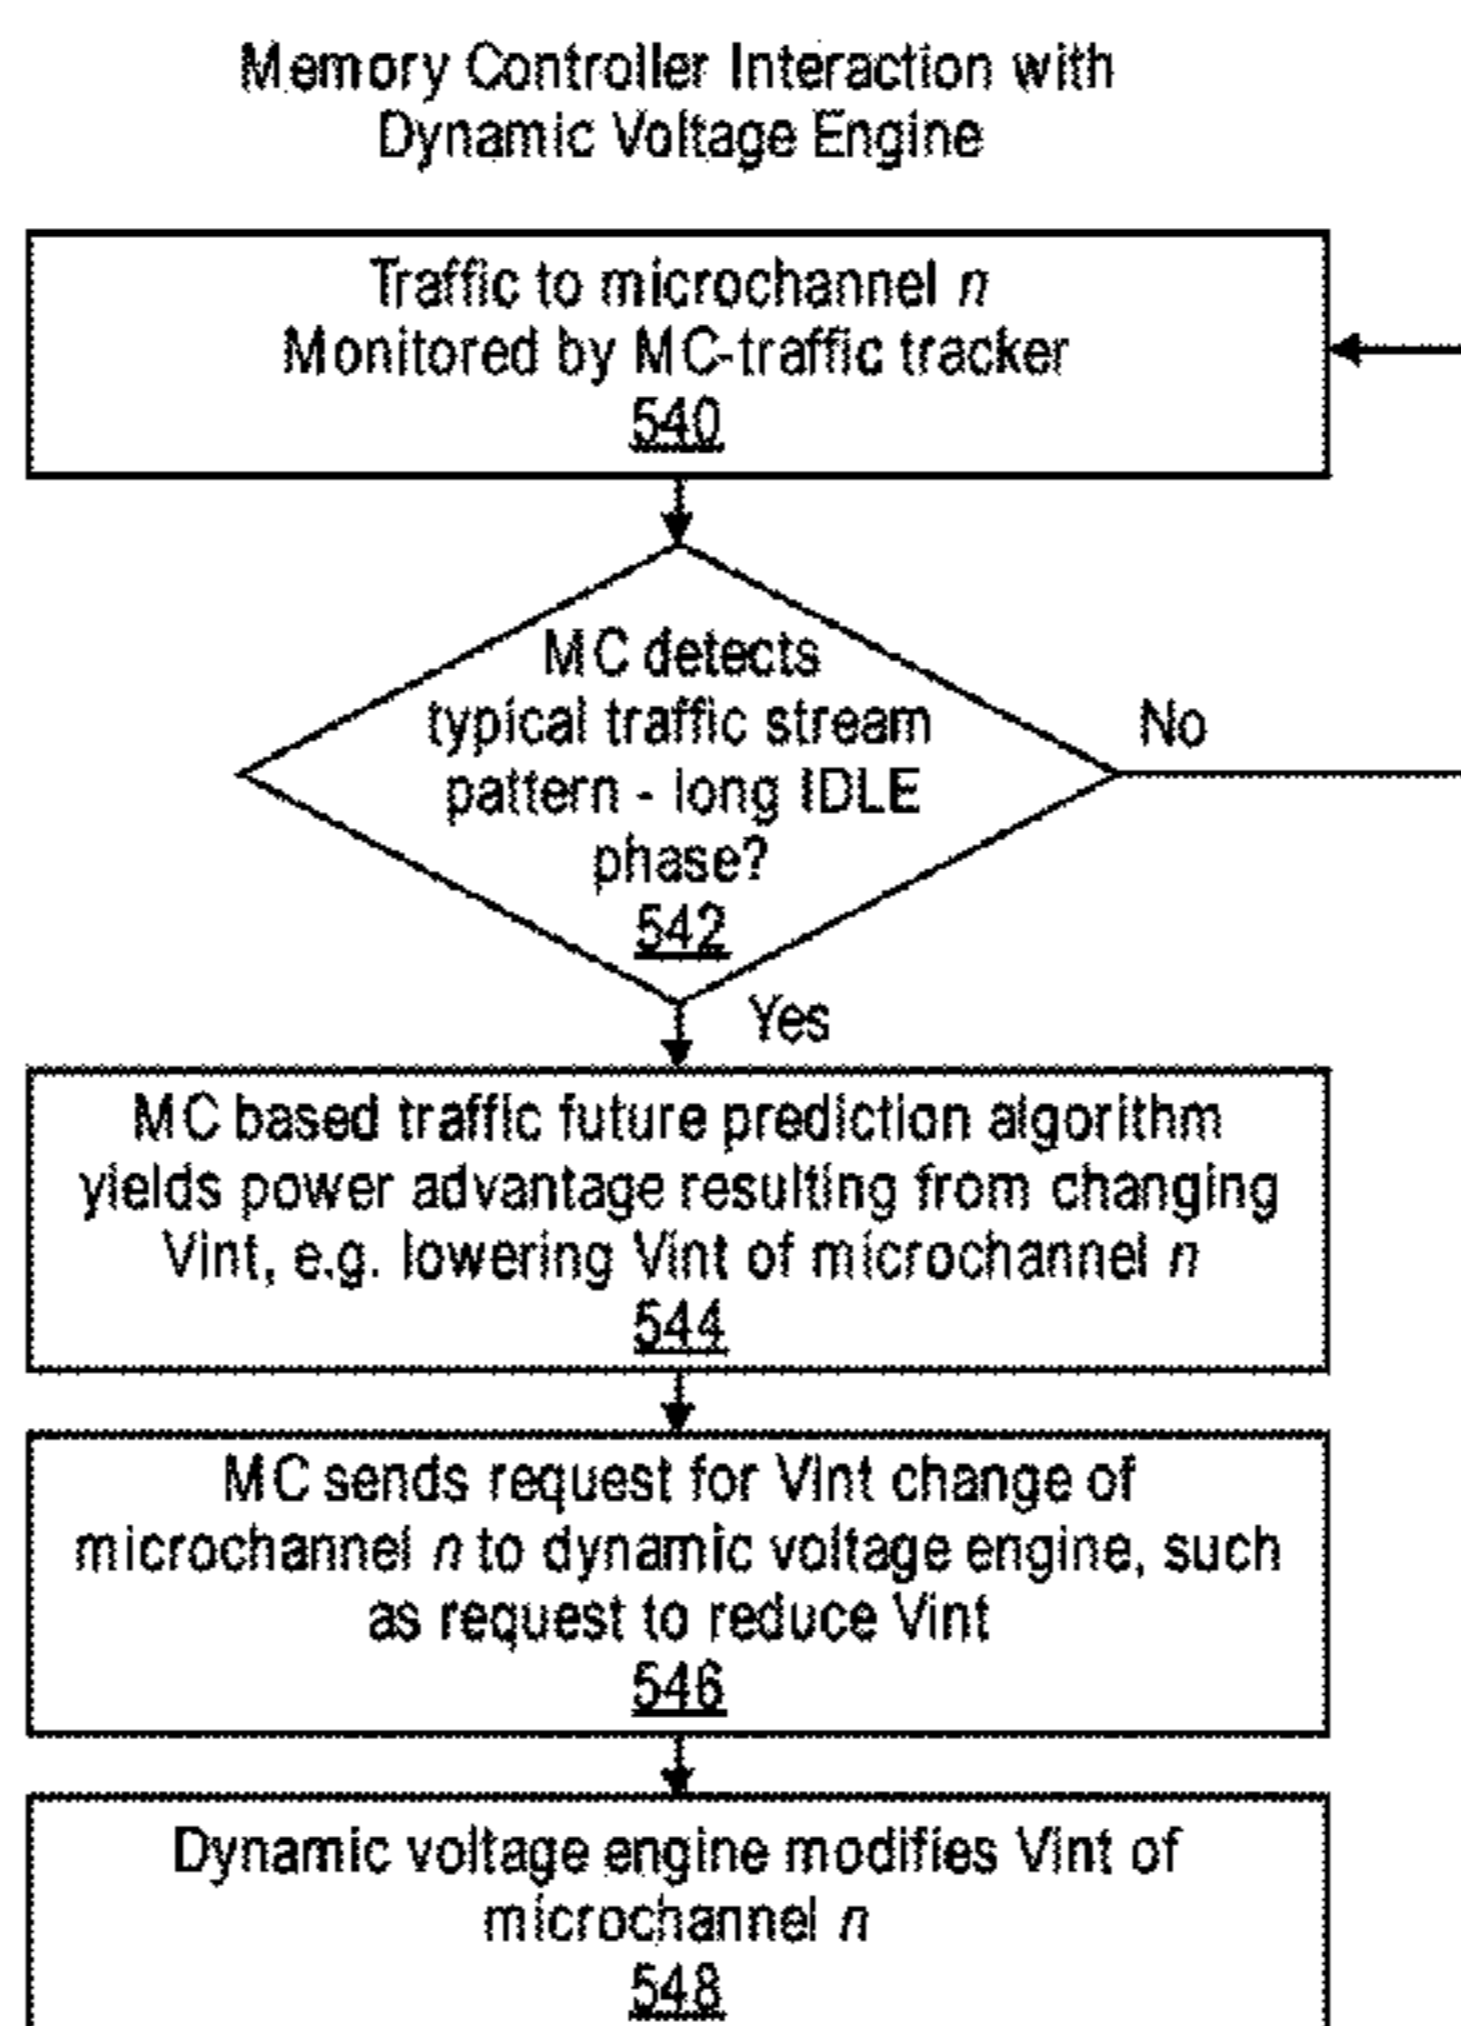 Memory Controller Interaction with
Dynamic Voltage Engine
Traffic to microchannel n
Monitored by MC-traffic tracker
540
MC detects
typical traffic stream
pattern - long IDLE
phase?
542
No
Yes
MC based traffic future prediction algorithm
yields power advantage resulting from changing
Vint, e.g. lowering Vint of microchannel n
544
MC sends request for Vint change of
microchannel n to dynamic voltage engine, such
as request to reduce Vint
546
Dynamic voltage engine modifies Vint of
microchannel n
548